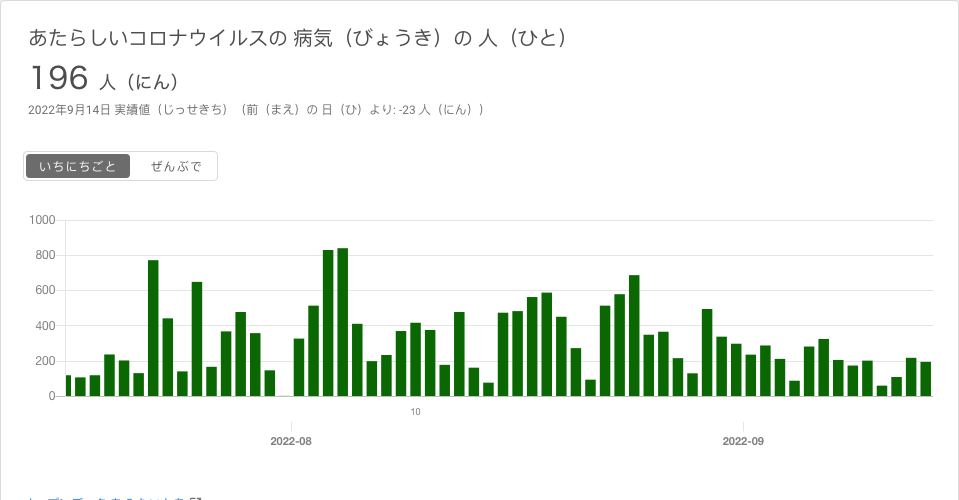 あたらしいコロナウイルスの 病気（びょうき）の 人（ひと）
196 人（にん）
2022年9月14日 実績値（じっせきち）（前（まえ）の 日（ひ）より: -23 人（にん））
いちにちごと ぜんぶで
1000
800
600
400
200
0
10
2022-08 2022-09